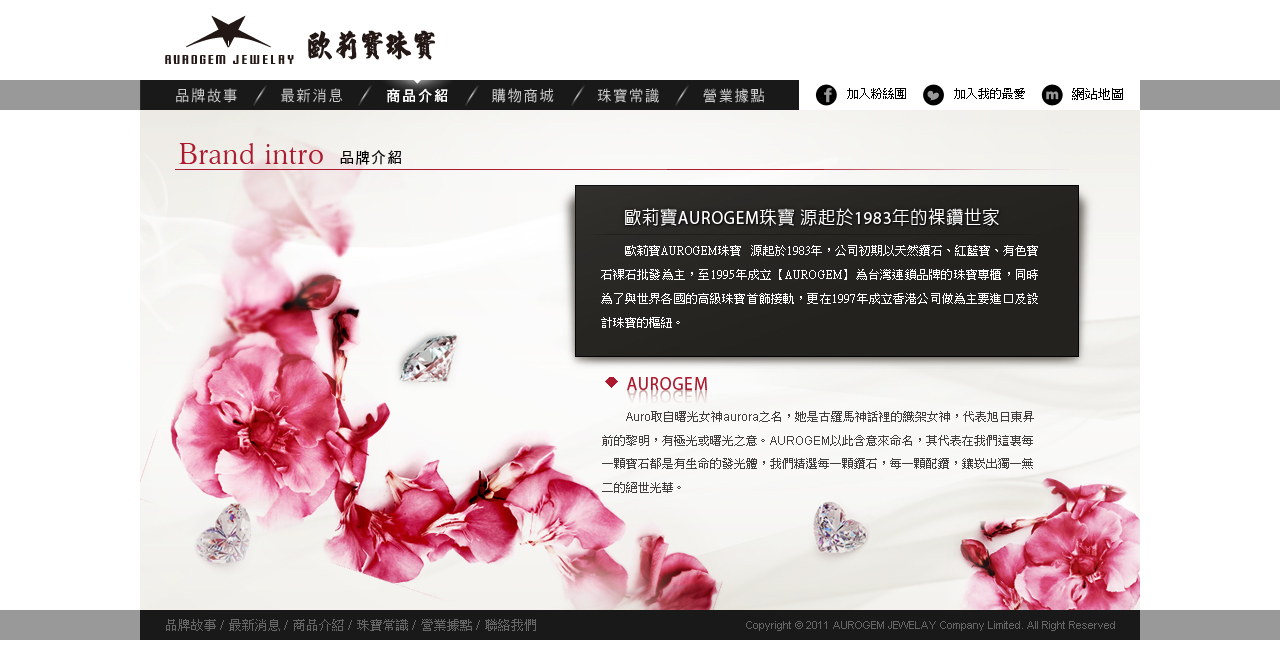 AUROGEM JEWELAY 歐莉寶珠寶
品牌故事 / 最新消息 / 商品介紹 / 購物商城 / 珠寶常識 / 營業據點
加入粉絲團 加入我的最愛 m 網站地圖
Brand intro 品牌介紹
歐莉寶AUROGEM珠寶 源起於1983年的裸鑽世家
歐莉寶AUROGEM珠寶 源起於1983年，公司初期以天然鑽石、紅藍寶、有色寶
石裸石批發為主，至1995年成立【AUROGEM】為台灣連鎖品牌的珠寶專櫃，同時
為了與世界各國的高級珠寶首飾接軌，更在1997年成立香港公司做為主要進口及設
計珠寶的樞紐。
AUROGEM
Auro取自曙光女神aurora之名，她是古羅馬神話裡的織架女神，代表旭日東昇
前的黎明，有極光或曙光之意。AUROGEM以此含意來命名，其代表在我們這裏每
一顆寶石都是有生命的發光體，我們精選每一顆鑽石，每一顆配鑽，鑲崁出獨一無
二的絕世光華。
品牌故事 / 最新消息 / 商品介紹 / 珠寶常識 / 營業據點 / 聯絡我們
Copyright © 2011 AUROGEM JEWELAY Company Limited. All Right Reserved